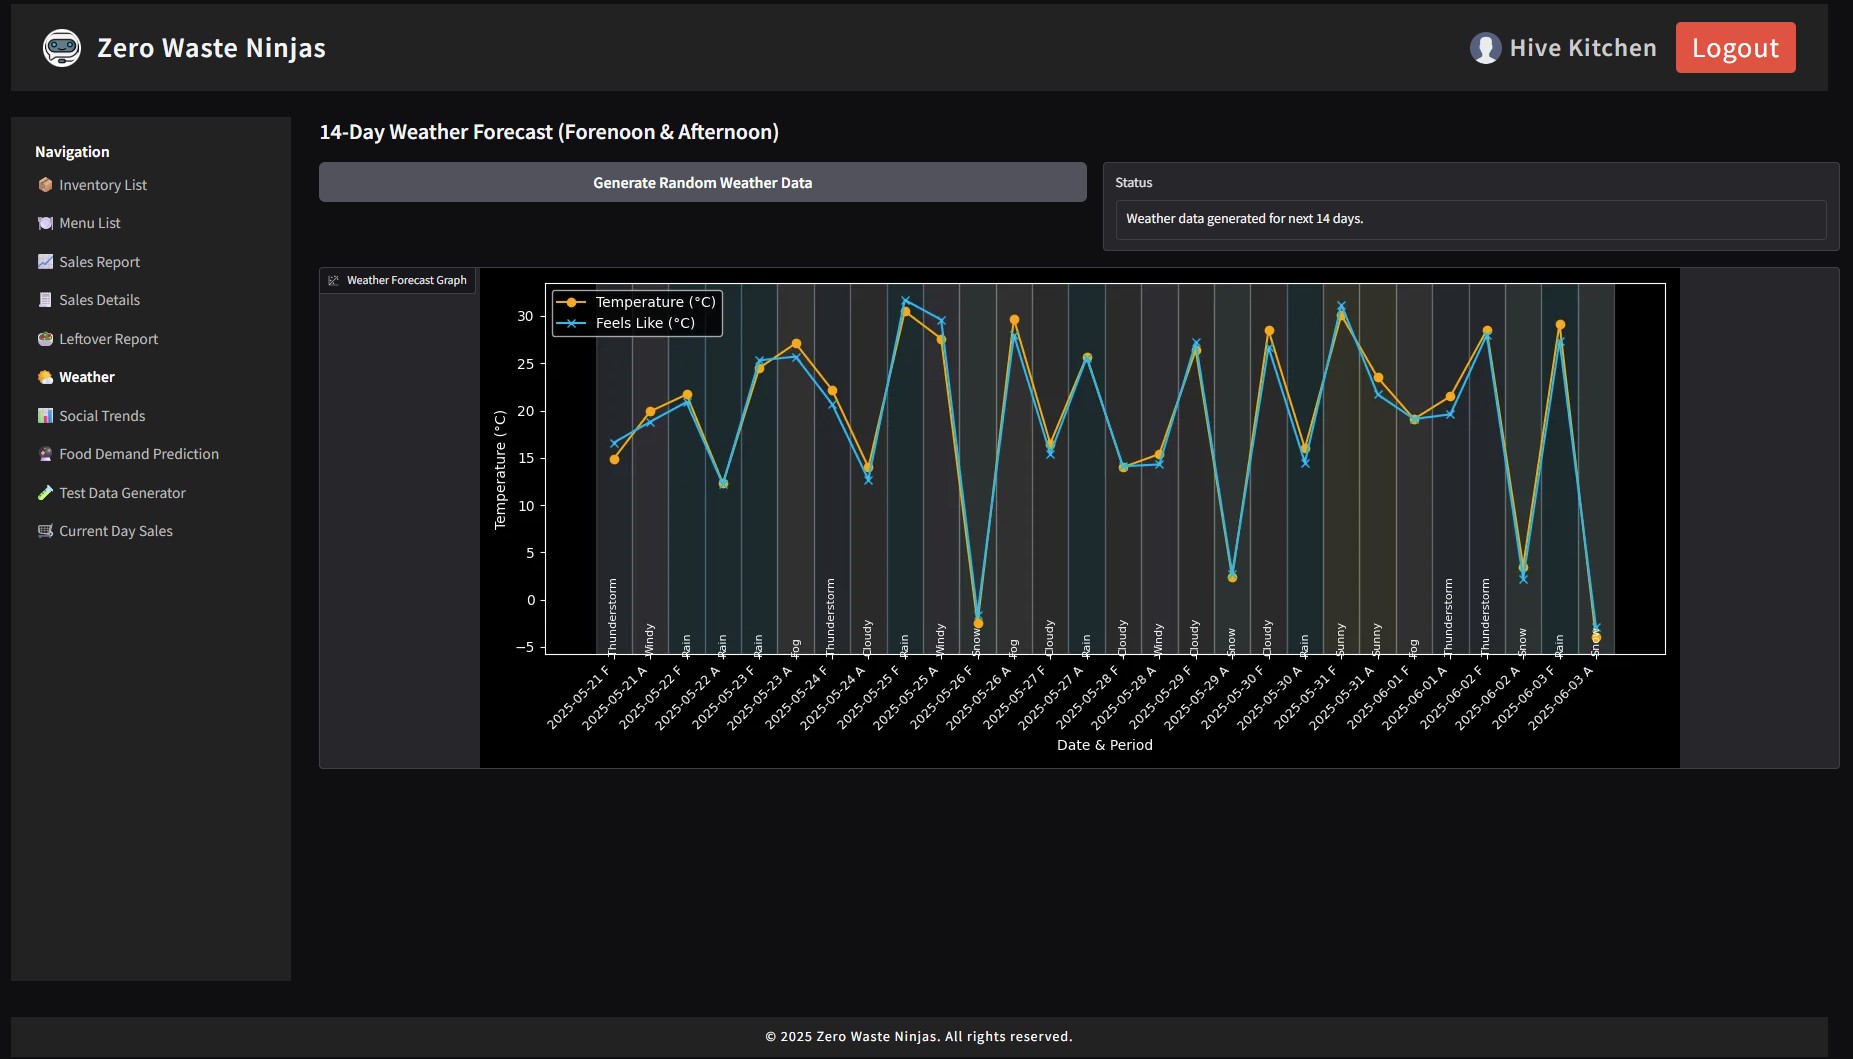 Zero Waste Ninjas
Hive Kitchen
Logout
Navigation
Inventory List
Menu List
Sales Report
Sales Details
Leftover Report
Weather
Social Trends
Food Demand Prediction
Test Data Generator
Current Day Sales
14-Day Weather Forecast (Forenoon & Afternoon)
Generate Random Weather Data
Status
Weather data generated for next 14 days.
Weather Forecast Graph
Temperature (°C)
Feels Like (°C)
Temperature (°C)
30
25
20
15
10
5
0
−5
Thunderstorm
Windy
Rain
Rain
Rain
Fog
Thunderstorm
Cloudy
Rain
Windy
Snow
Fog
Cloudy
Rain
Cloudy
Windy
Cloudy
Snow
Cloudy
Rain
Sunny
Sunny
Fog
Thunderstorm
Thunderstorm
Snow
Rain
Snow
2025-05-21 F
2025-05-21 A
2025-05-22 F
2025-05-22 A
2025-05-23 F
2025-05-23 A
2025-05-24 F
2025-05-24 A
2025-05-25 F
2025-05-25 A
2025-05-26 F
2025-05-26 A
2025-05-27 F
2025-05-27 A
2025-05-28 F
2025-05-28 A
2025-05-29 F
2025-05-29 A
2025-05-30 F
2025-05-30 A
2025-05-31 F
2025-05-31 A
2025-06-01 F
2025-06-01 A
2025-06-02 F
2025-06-02 A
2025-06-03 F
2025-06-03 A
Date & Period
© 2025 Zero Waste Ninjas. All rights reserved.